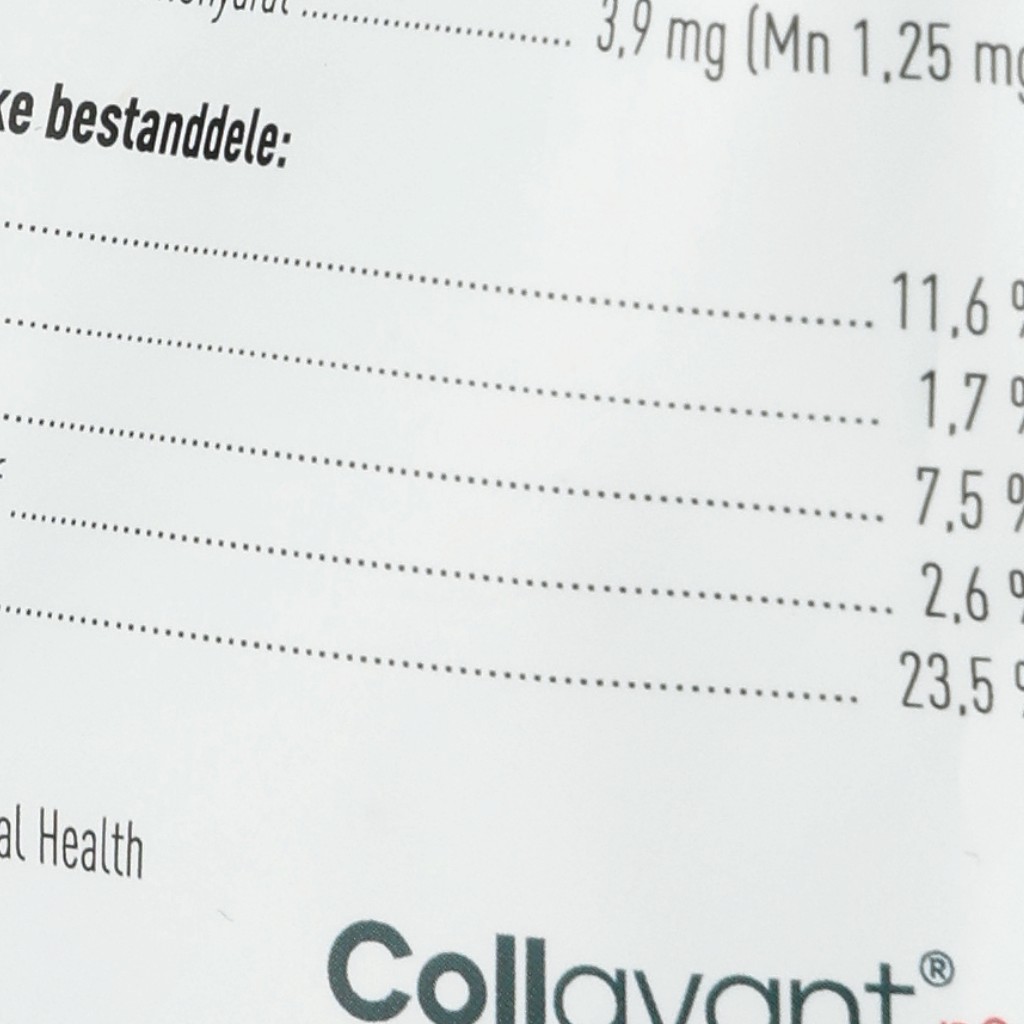 3,9 mg (Mn 1,25 mg
bestanddele:
11,6 %
1,7 %
7,5 %
2,6 %
23,5 %
Health
Collavant®